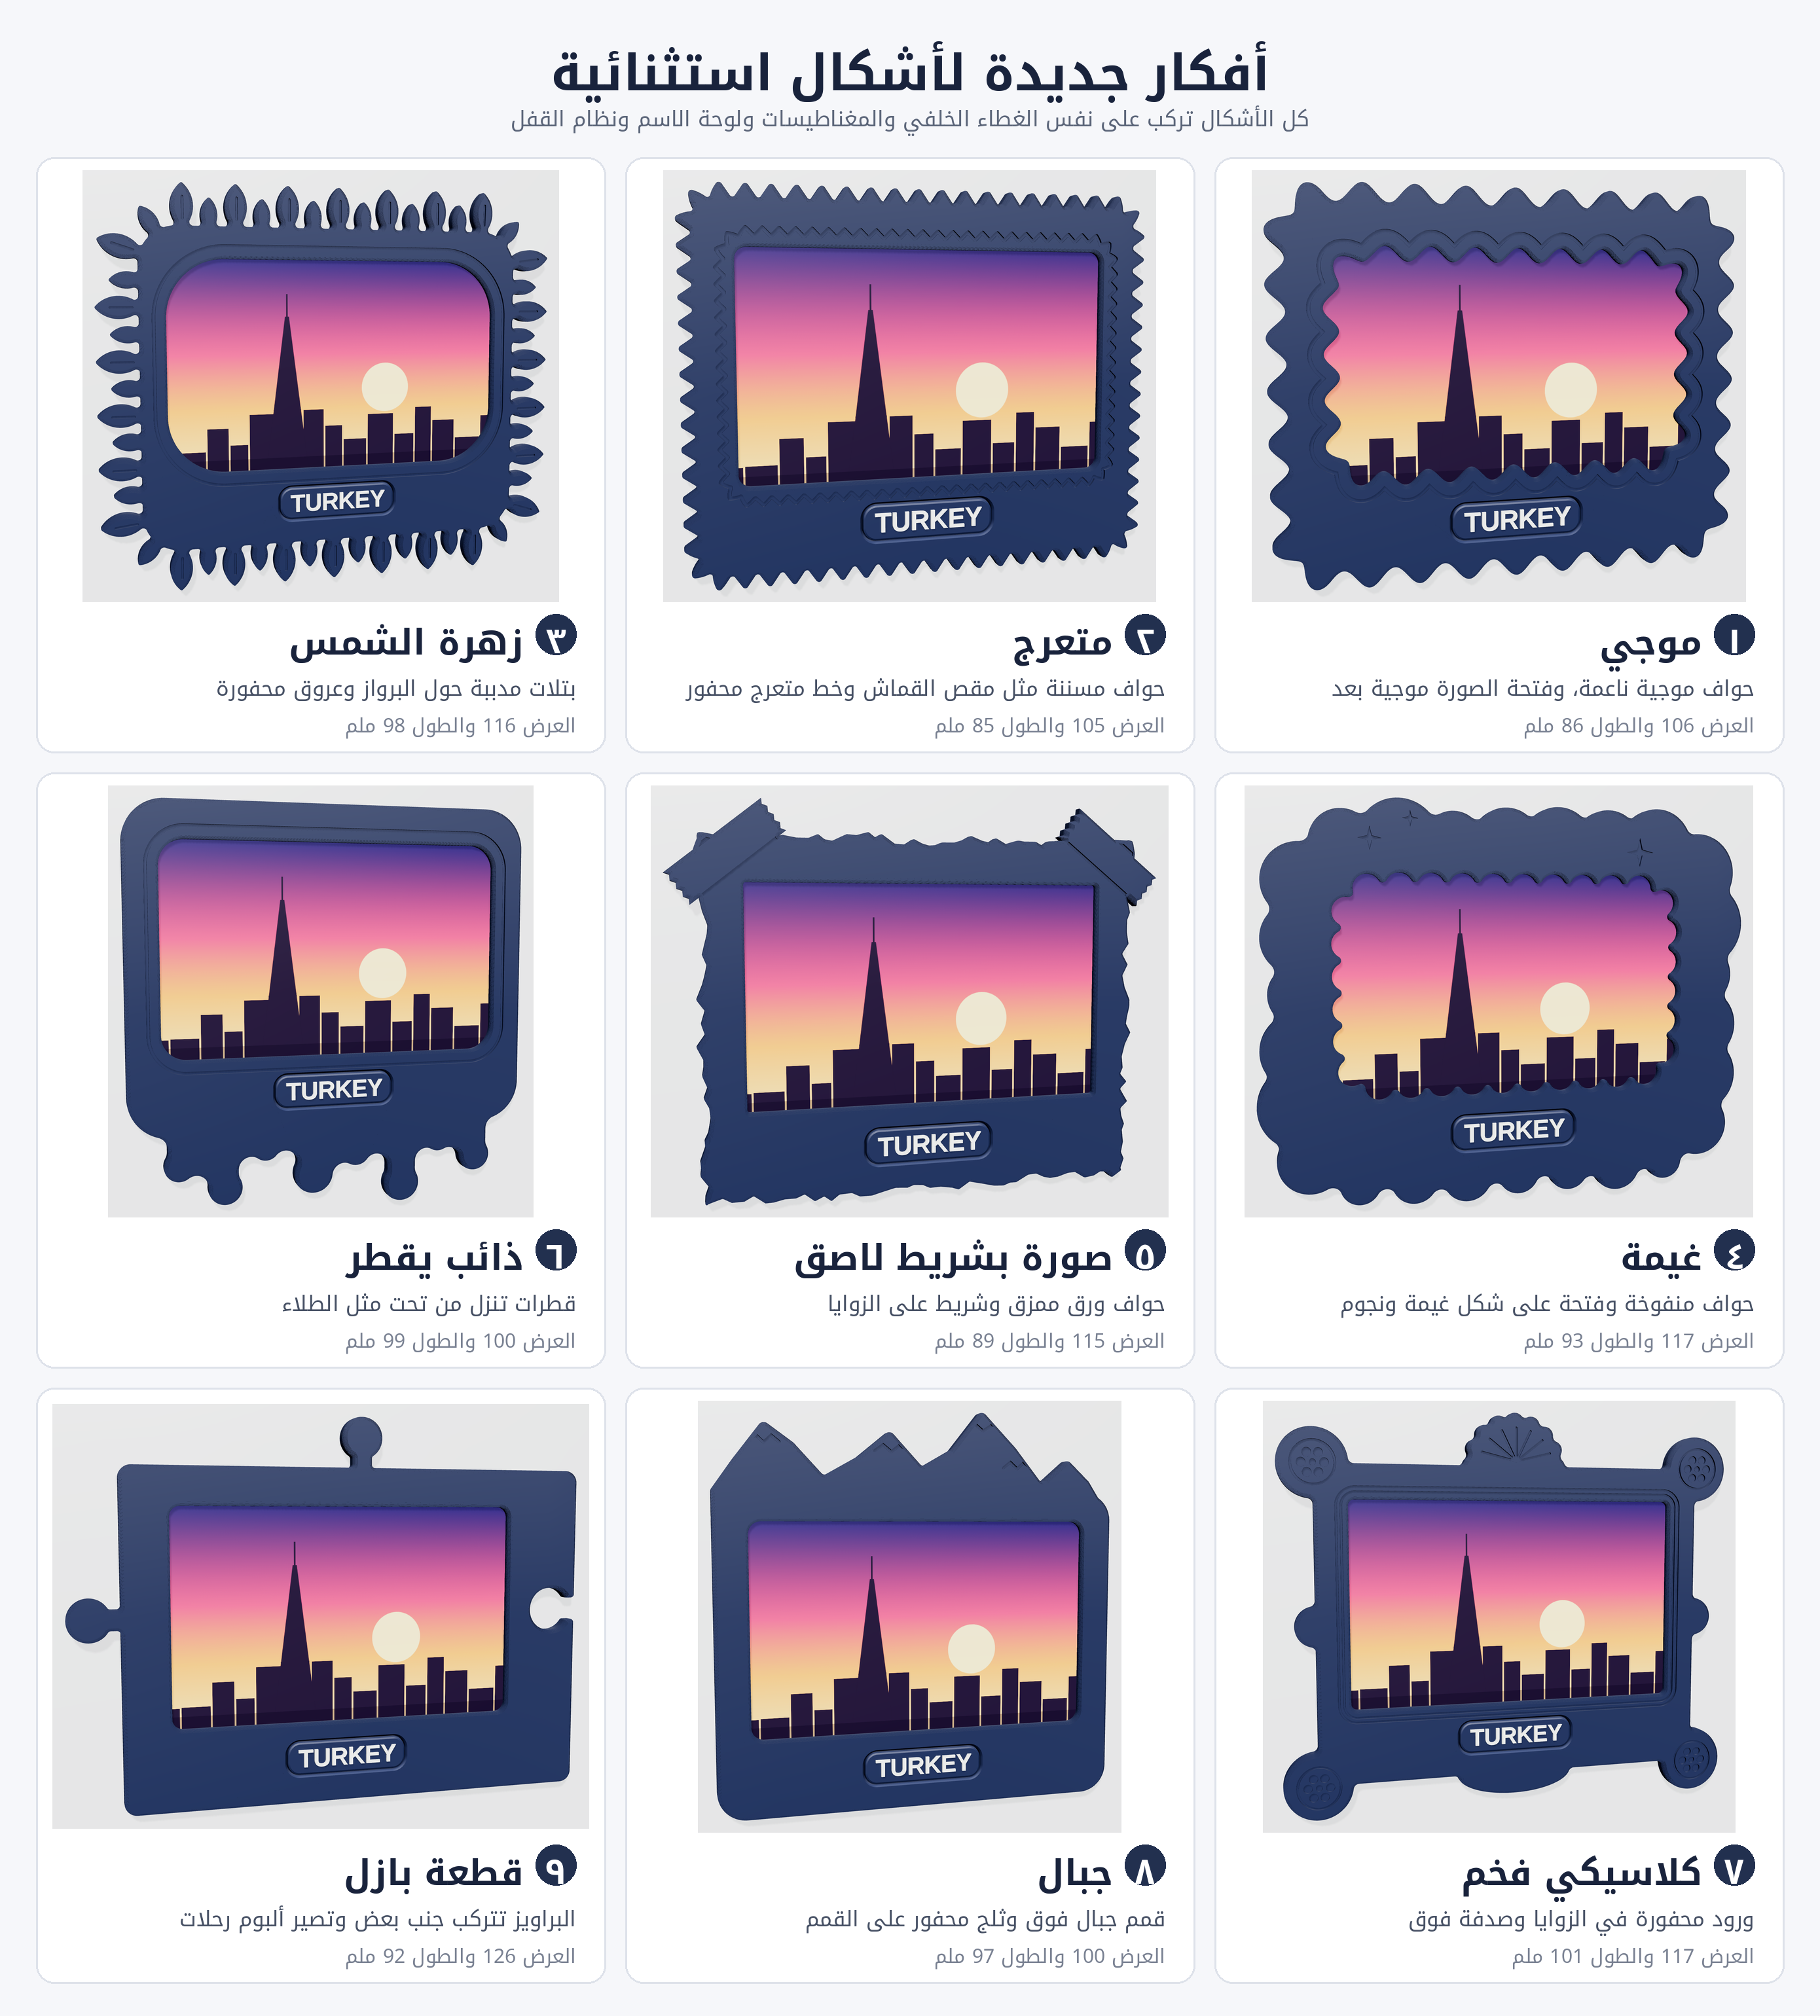 أفكار جديدة لأشكال استثنائية
كل الأشكال تركب على نفس الغطاء الخلفي والمغناطيسات ولوحة الاسم ونظام القفل
TURKEY
١ موجي
حواف موجية ناعمة، وفتحة الصورة موجية بعد
العرض 106 والطول 86 ملم
TURKEY
٢ متعرج
حواف مسننة مثل مقص القماش وخط متعرج محفور
العرض 105 والطول 85 ملم
TURKEY
٣ زهرة الشمس
بتلات مدببة حول البرواز وعروق محفورة
العرض 116 والطول 98 ملم
TURKEY
٤ غيمة
حواف منفوخة وفتحة على شكل غيمة ونجوم
العرض 117 والطول 93 ملم
TURKEY
٥ صورة بشريط لاصق
حواف ورق ممزق وشريط على الزوايا
العرض 115 والطول 89 ملم
TURKEY
٦ ذائب يقطر
قطرات تنزل من تحت مثل الطلاء
العرض 100 والطول 99 ملم
TURKEY
٧ كلاسيكي فخم
ورود محفورة في الزوايا وصدفة فوق
العرض 117 والطول 101 ملم
TURKEY
٨ جبال
قمم جبال فوق وثلج محفور على القمم
العرض 100 والطول 97 ملم
TURKEY
٩ قطعة بازل
البراويز تتركب جنب بعض وتصير ألبوم رحلات
العرض 126 والطول 92 ملم